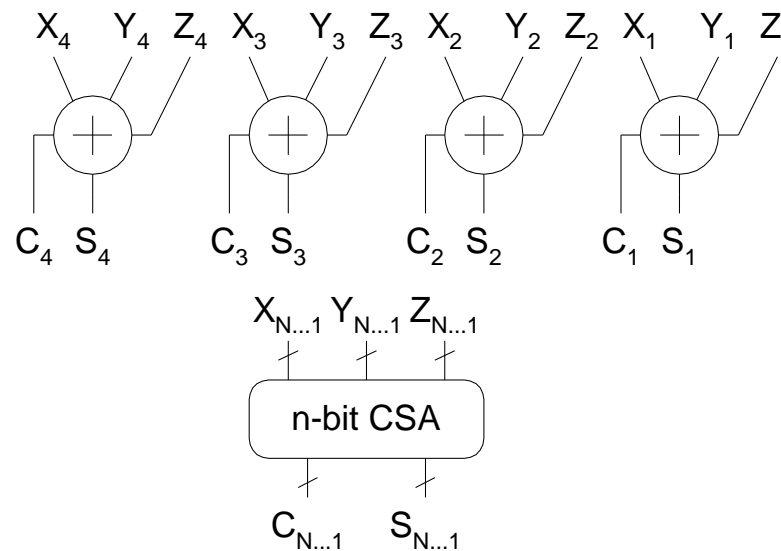 X4 Y4 Z4 X3 Y3 Z3 X2 Y2 Z2 X1 Y1 Z
C4 S4 C3 S3 C2 S2 C1 S1
XN...1 YN...1 ZN...1
n-bit CSA
CN...1 SN...1